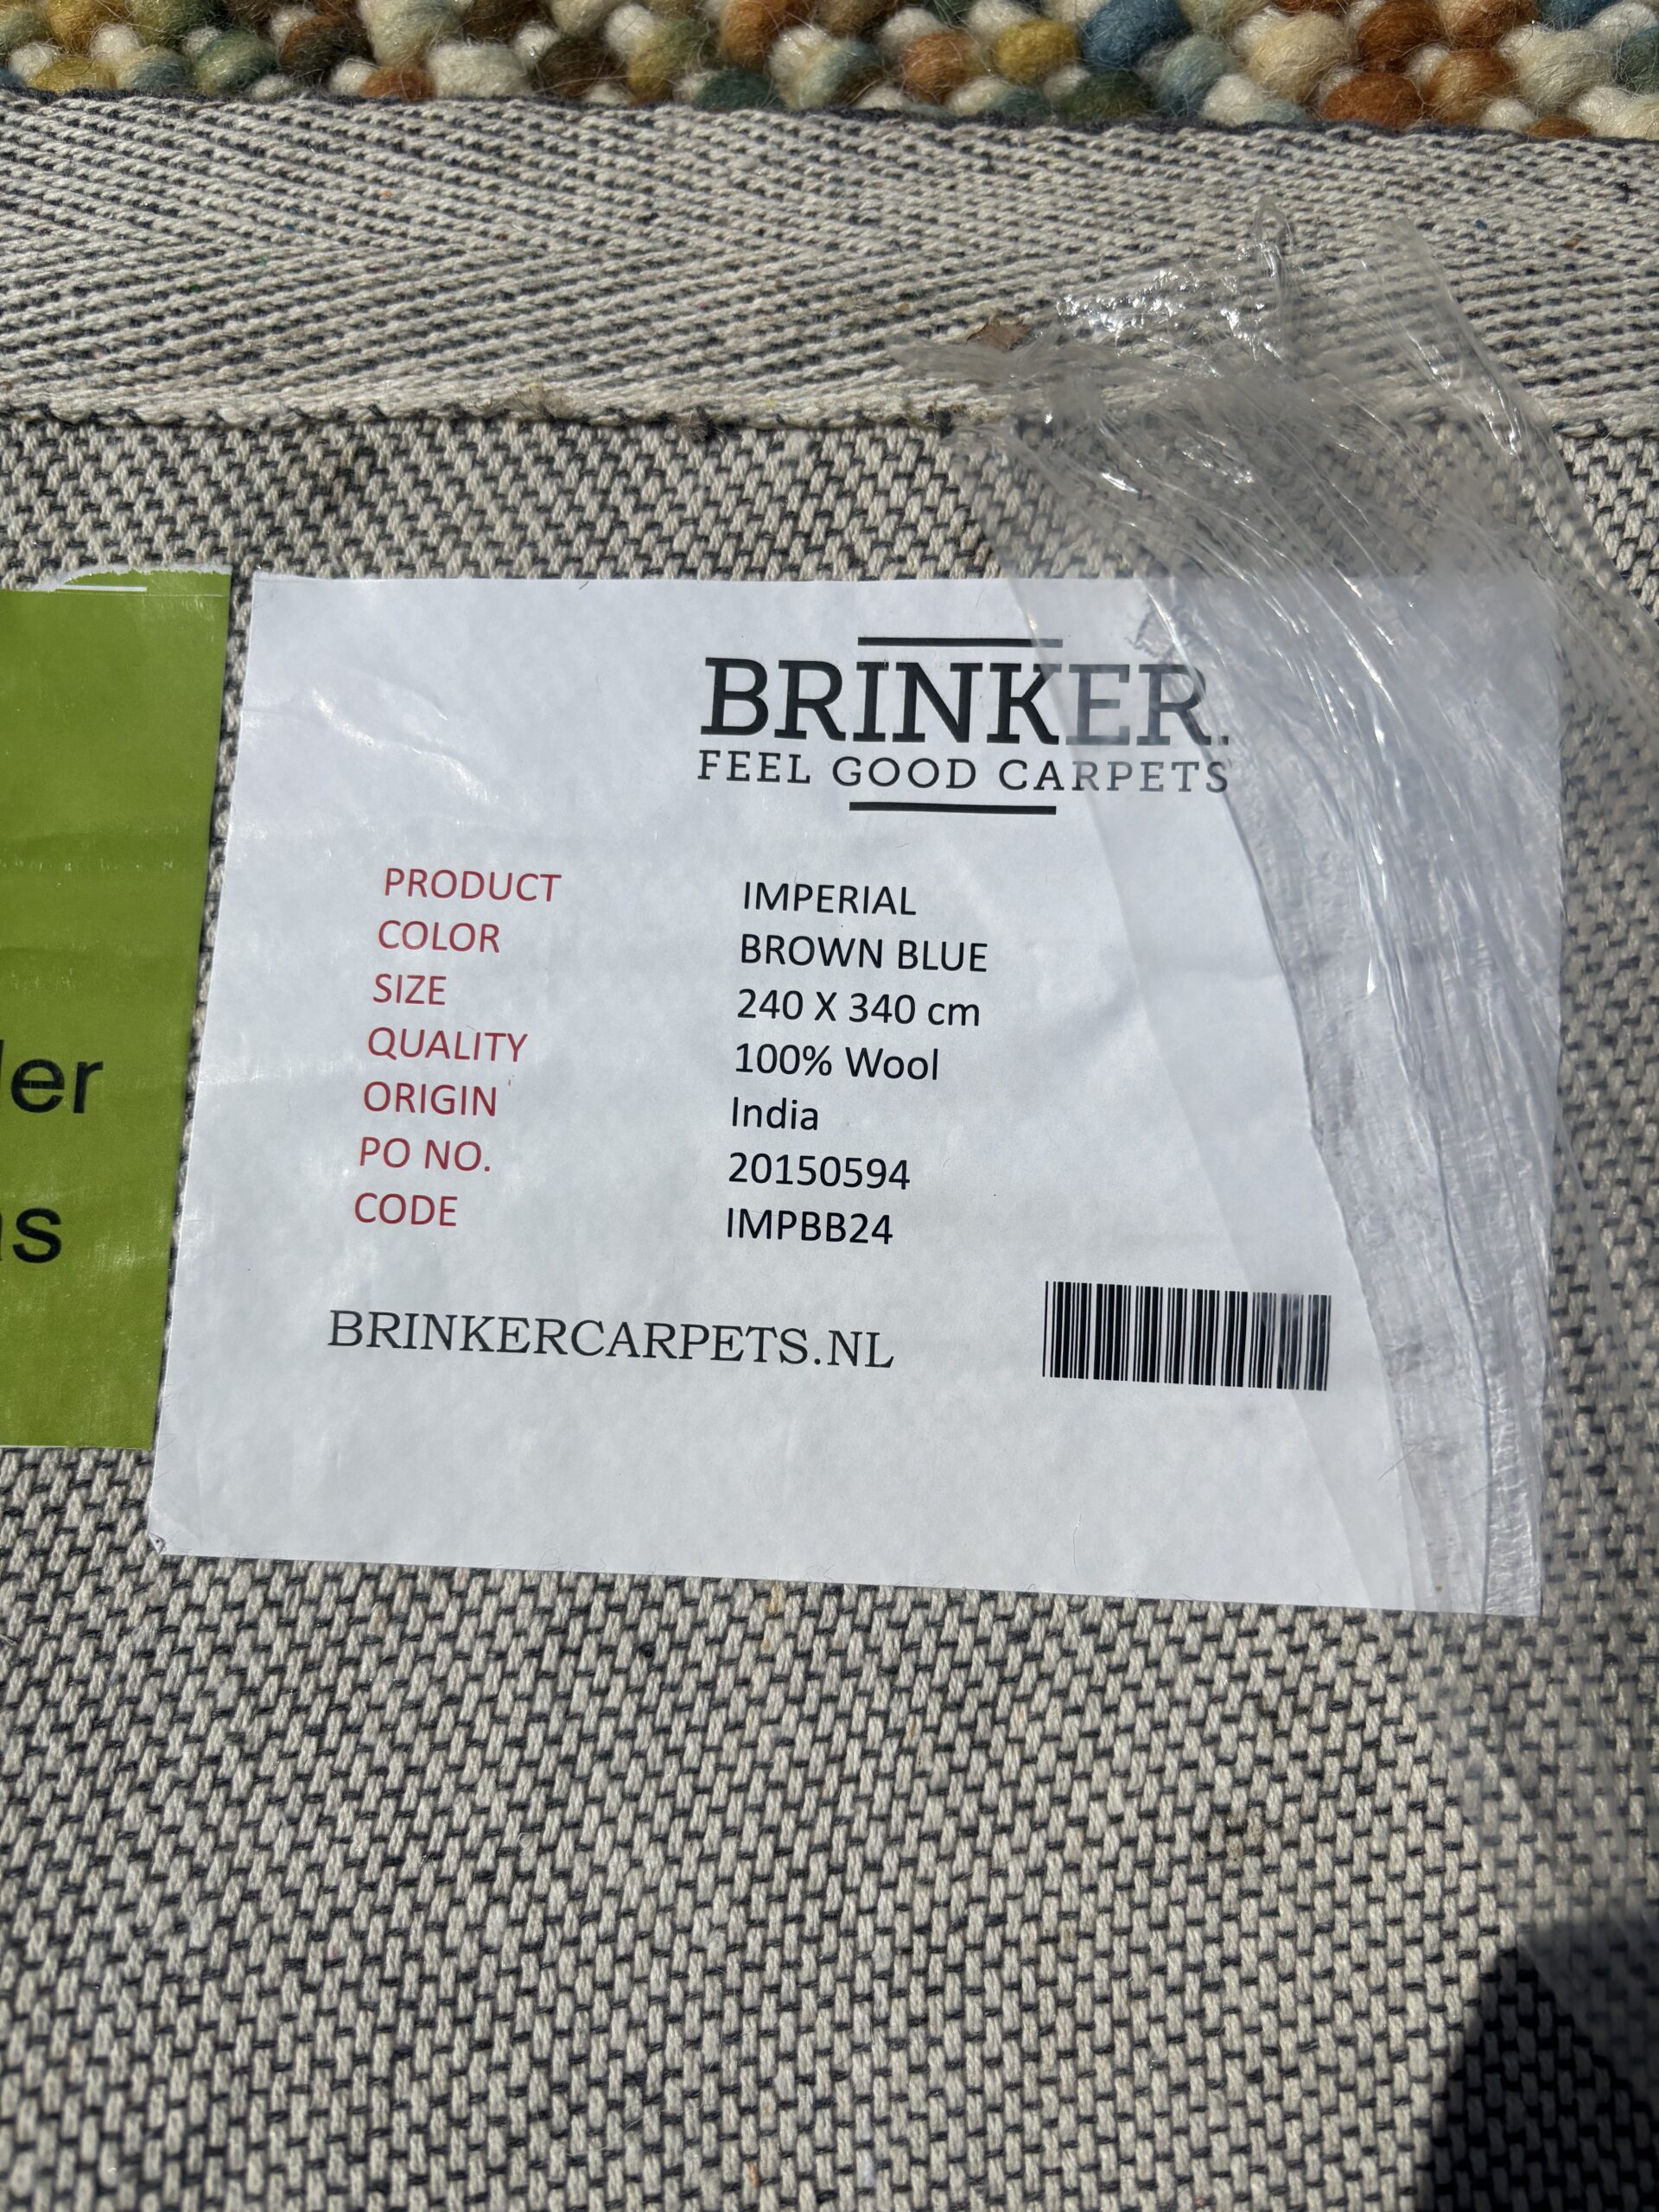 BRINKER.
FEEL GOOD CARPETS
PRODUCT IMPERIAL
COLOR BROWN BLUE
SIZE 240 X 340 cm
QUALITY 100% Wool
ORIGIN India
PO NO. 20150594
CODE IMPBB24
BRINKERCARPETS.NL